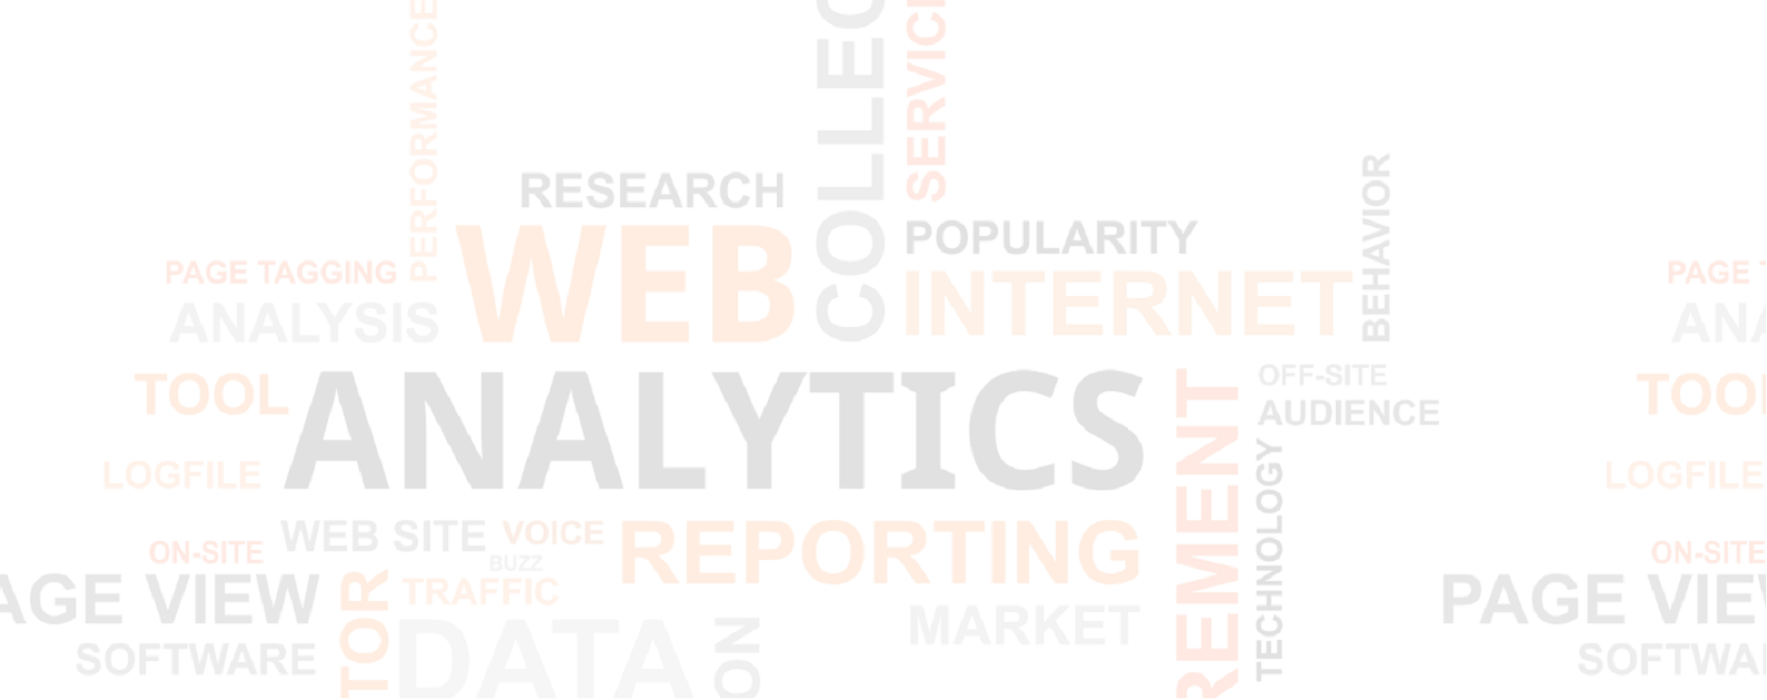 PERFORMANCE
COLLEC
SERVIC
RESEARCH
WEB
POPULARITY
INTERNET
BEHAVIOR
PAGE TAGGING
ANALYSIS
PAGE
ANA
TOOL
ANALYTICS
OFF-SITE
AUDIENCE
TOOL
LOGFILE
REMENT
TECHNOLOGY
LOGFILE
WEB SITE
VOICE
REPORTING
ON-SITE
BUZZ
ON-SITE
AGE VIEW
TRAFFIC
PAGE VIEW
TOR
MARKET
SOFTWARE
DATA
ON
SOFTWA